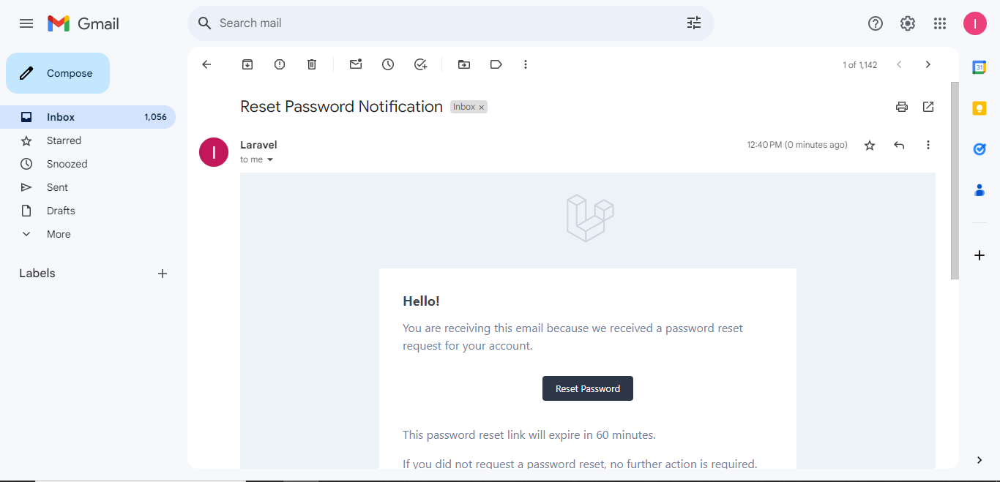 Gmail
Search mail
I
Compose
1 of 1,142
31
Inbox 1,056
Starred
Snoozed
Sent
Drafts
More
Labels
Reset Password Notification Inbox x
I
Laravel
12:40 PM (0 minutes ago)
to me
Hello!
You are receiving this email because we received a password reset
request for your account.
Reset Password
This password reset link will expire in 60 minutes.
If you did not request a password reset, no further action is required.